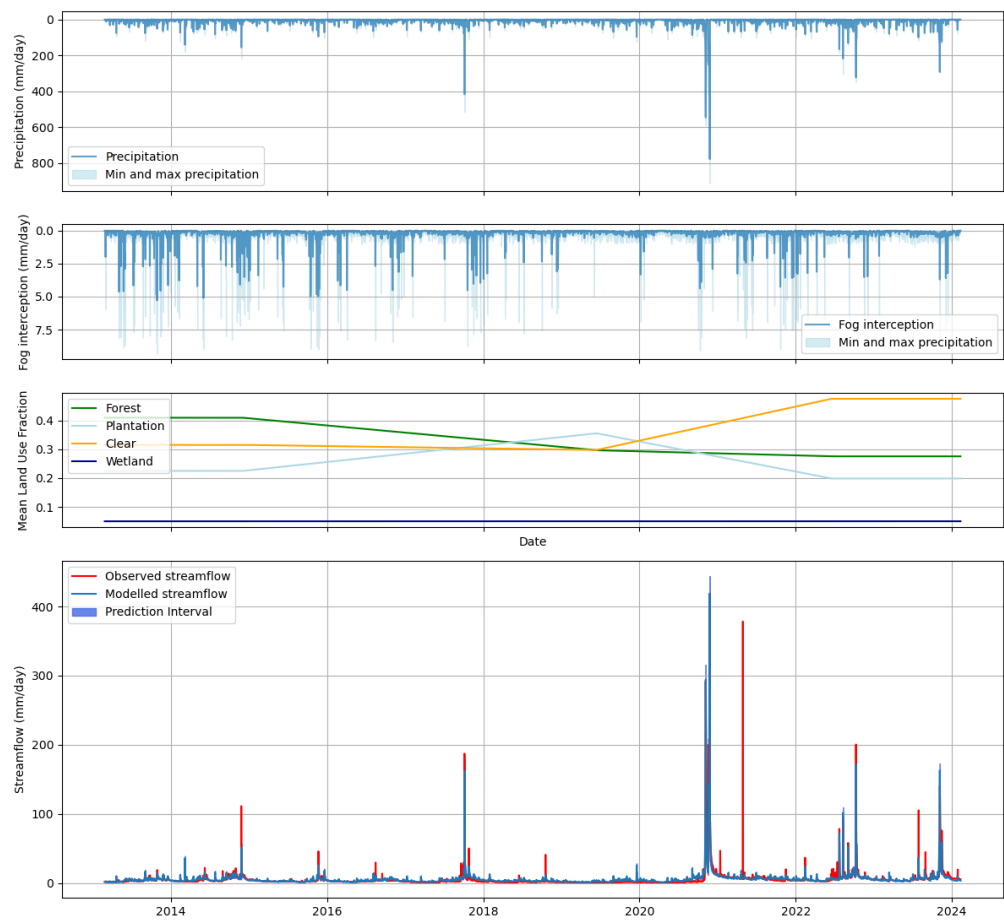 Precipitation (mm/day)
0
200
400
600
800
Precipitation
Min and max precipitation
Fog interception (mm/day)
0.0
2.5
5.0
7.5
Fog interception
Min and max precipitation
Mean Land Use Fraction
0.4
0.3
0.2
0.1
Forest
Plantation
Clear
Wetland
Date
Streamflow (mm/day)
400
300
200
100
0
Observed streamflow
Modelled streamflow
Prediction Interval
2014 2016 2018 2020 2022 2024